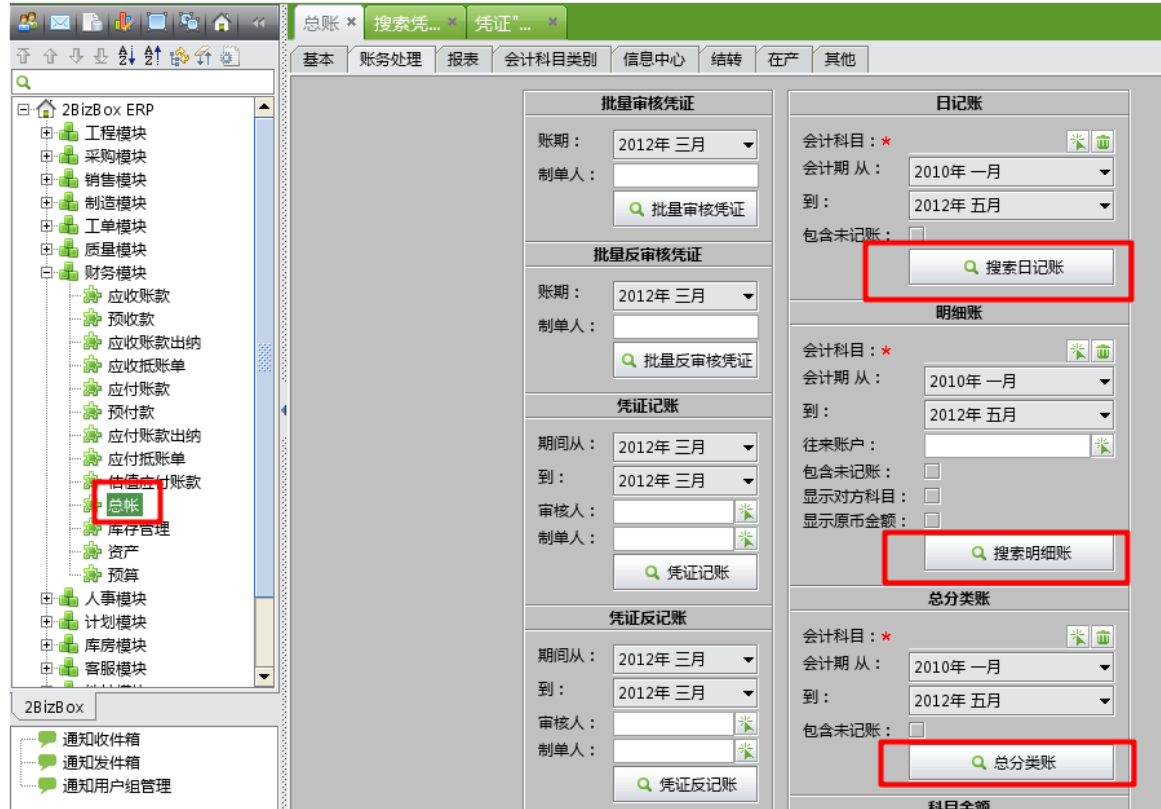 总账
搜索凭...
凭证"...
基本
账务处理
报表
会计科目类别
信息中心
结转
在产
其他
2BizBox ERP
工程模块
采购模块
销售模块
制造模块
工单模块
质量模块
财务模块
应收账款
预收款
应收账款出纳
应收抵账单
应付账款
预付款
应付账款出纳
应付抵账单
估值应付账款
总帐
库存管理
资产
预算
人事模块
计划模块
库房模块
客服模块
2BizBox
通知收件箱
通知发件箱
通知用户组管理
批量审核凭证
账期：
2012年 三月
制单人：
批量审核凭证
批量反审核凭证
账期：
2012年 三月
制单人：
批量反审核凭证
凭证记账
期间从：
2012年 三月
到：
2012年 三月
审核人：
制单人：
凭证记账
凭证反记账
期间从：
2012年 三月
到：
2012年 三月
审核人：
制单人：
凭证反记账
日记账
会计科目：*
会计期 从：
2010年 一月
到：
2012年 五月
包含未记账：
搜索日记账
明细账
会计科目：*
会计期 从：
2010年 一月
到：
2012年 五月
往来账户：
包含未记账：
显示对方科目：
显示原币金额：
搜索明细账
总分类账
会计科目：*
会计期 从：
2010年 一月
到：
2012年 五月
包含未记账：
总分类账
科目余额